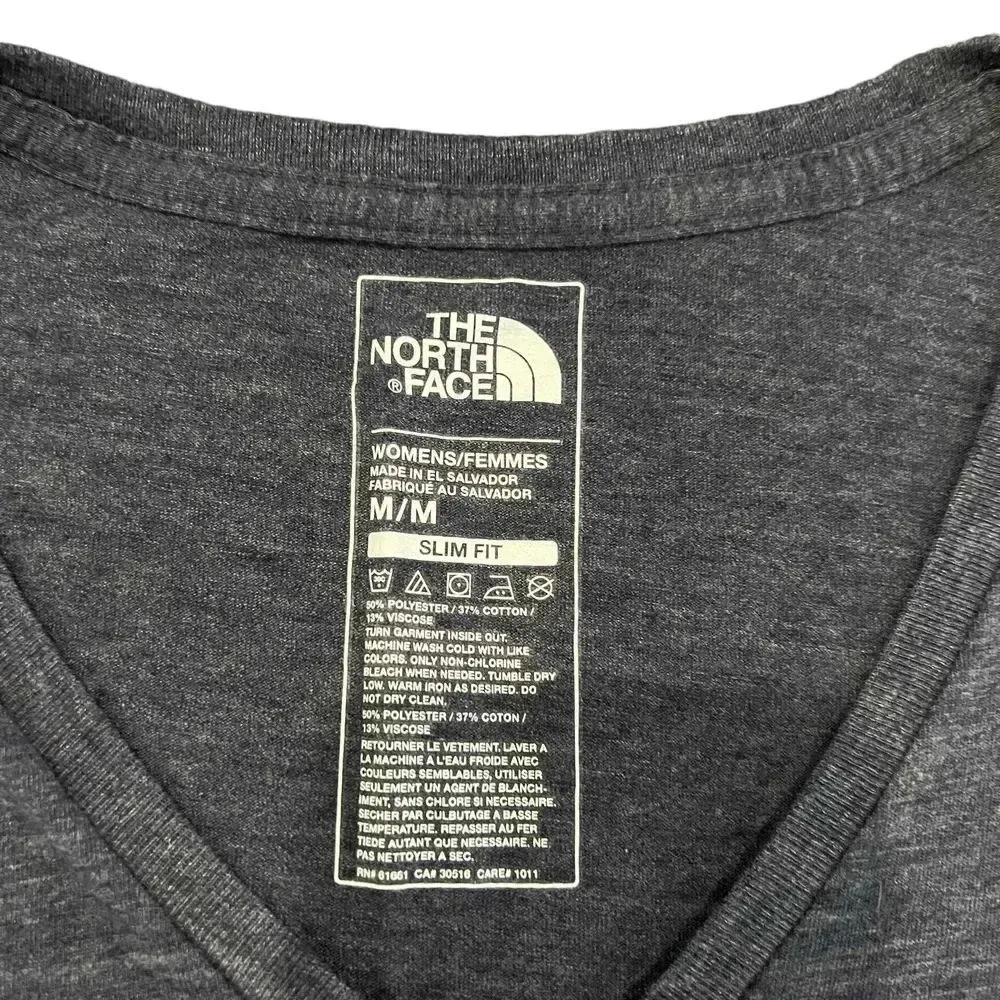 THE
NORTH
®FACE
WOMENS/FEMMES
MADE IN EL SALVADOR
FABRIQUÉ AU SALVADOR
M/M
SLIM FIT
50% POLYESTER / 37% COTTON /
13% VISCOSE
TURN GARMENT INSIDE OUT.
MACHINE WASH COLD WITH LIKE
COLORS. ONLY NON-CHLORINE
BLEACH WHEN NEEDED. TUMBLE DRY
LOW. WARM IRON AS DESIRED. DO
NOT DRY CLEAN.
50% POLYESTER / 37% COTON /
13% VISCOSE
RETOURNER LE VETEMENT. LAVER A
LA MACHINE A L'EAU FROIDE AVEC
COULEURS SEMBLABLES, UTILISER
SEULEMENT UN AGENT DE BLANCH-
IMENT, SANS CHLORE SI NECESSAIRE.
SECHER PAR CULBUTAGE A BASSE
TEMPERATURE. REPASSER AU FER
TIEDE AUTANT QUE NECESSAIRE. NE
PAS NETTOYER A SEC.
RN# 61661 CA# 30516 CARE# 1011